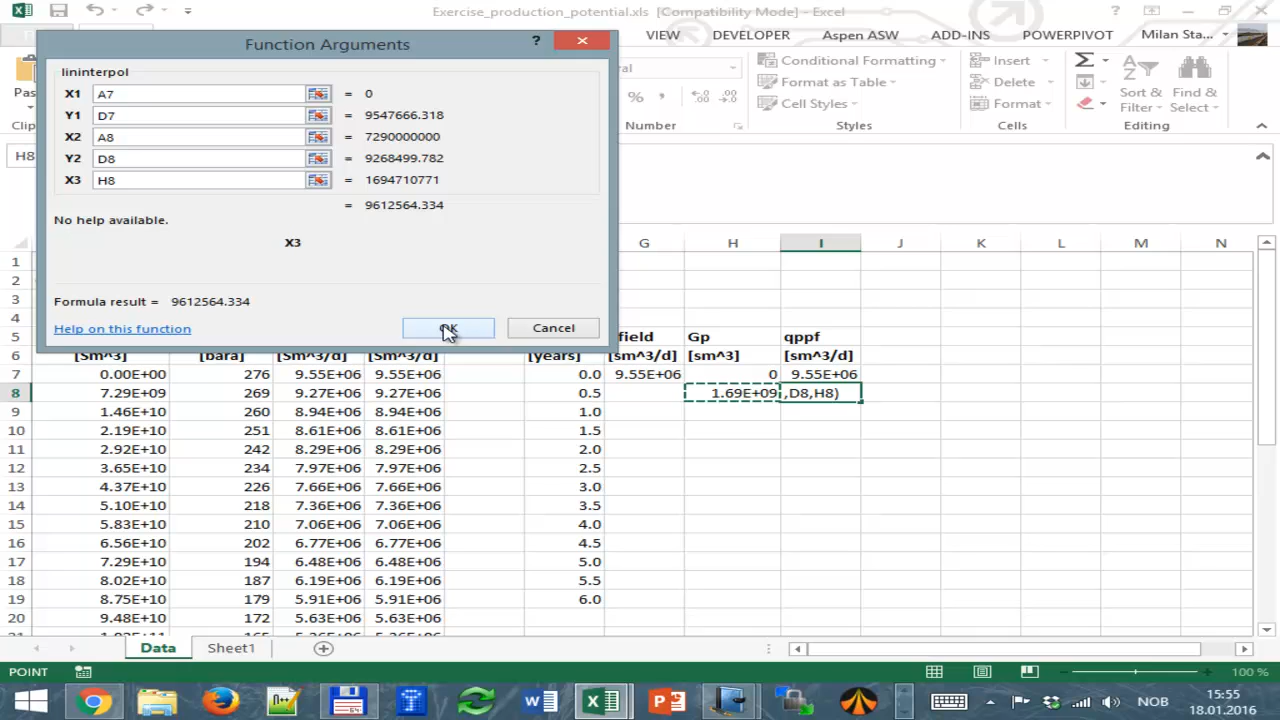 Exercise_production_potential.xls [Compatibility Mode] - Excel
VIEW DEVELOPER Aspen ASW ADD-INS POWERPIVOT Milan Sta...
Function Arguments
lininterpol
X1 A7 = 0
Y1 D7 = 9547666.318
X2 A8 = 7290000000
Y2 D8 = 9268499.782
X3 H8 = 1694710771
= 9612564.334
No help available.
X3
Formula result = 9612564.334
Help on this function
OK Cancel
Conditional Formatting
Format as Table
Cell Styles
Insert
Delete
Format
Sort & Filter
Find & Select
Number Styles Cells Editing
Pas
Clip
H8
G H I J K L M N
1
2
3
4
5 field Gp qppf
6 [Sm^3] [bara] [Sm^3/d] [Sm^3/d] [years] [sm^3/d] [sm^3] [sm^3/d]
7 0.00E+00 276 9.55E+06 9.55E+06 0.0 9.55E+06 0 9.55E+06
8 7.29E+09 269 9.27E+06 9.27E+06 0.5 1.69E+09 ,D8,H8)
9 1.46E+10 260 8.94E+06 8.94E+06 1.0
10 2.19E+10 251 8.61E+06 8.61E+06 1.5
11 2.92E+10 242 8.29E+06 8.29E+06 2.0
12 3.65E+10 234 7.97E+06 7.97E+06 2.5
13 4.37E+10 226 7.66E+06 7.66E+06 3.0
14 5.10E+10 218 7.36E+06 7.36E+06 3.5
15 5.83E+10 210 7.06E+06 7.06E+06 4.0
16 6.56E+10 202 6.77E+06 6.77E+06 4.5
17 7.29E+10 194 6.48E+06 6.48E+06 5.0
18 8.02E+10 187 6.19E+06 6.19E+06 5.5
19 8.75E+10 179 5.91E+06 5.91E+06 6.0
20 9.48E+10 172 5.63E+06 5.63E+06
Data Sheet1
POINT 100 %
NOB 15:55
18.01.2016